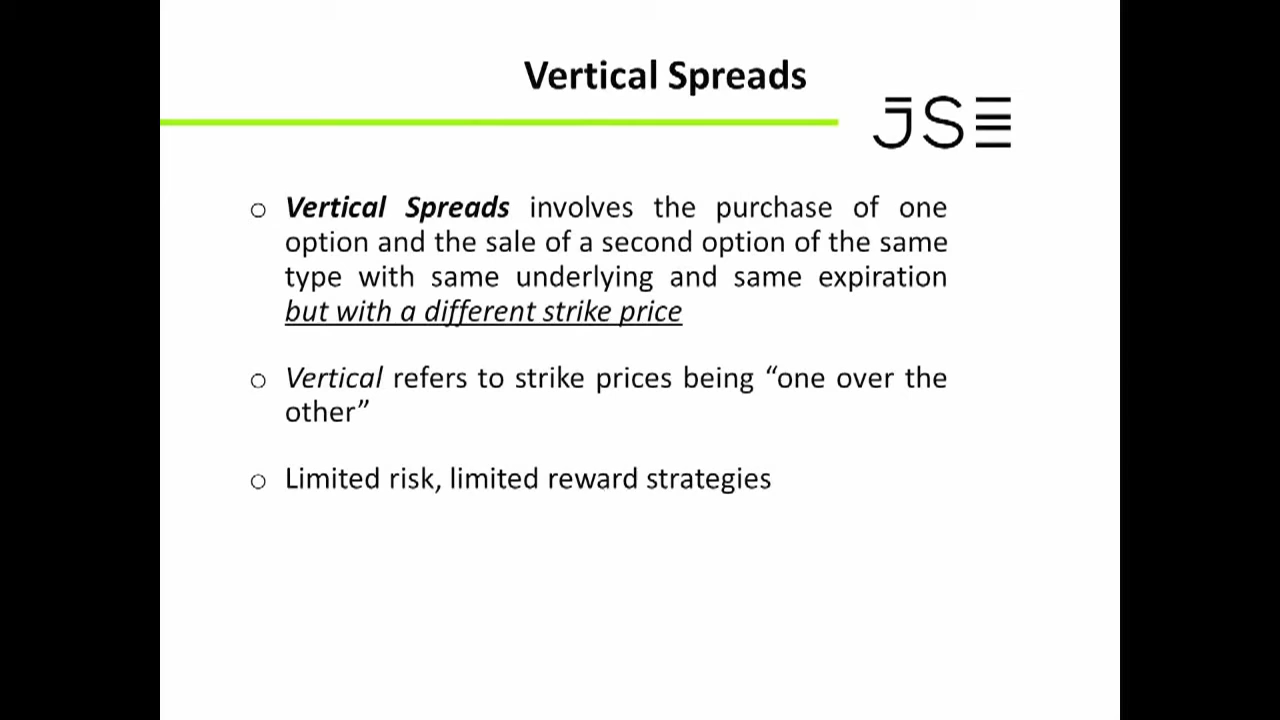 Vertical Spreads
JSE
○ Vertical Spreads involves the purchase of one
option and the sale of a second option of the same
type with same underlying and same expiration
but with a different strike price
○ Vertical refers to strike prices being “one over the
other”
○ Limited risk, limited reward strategies